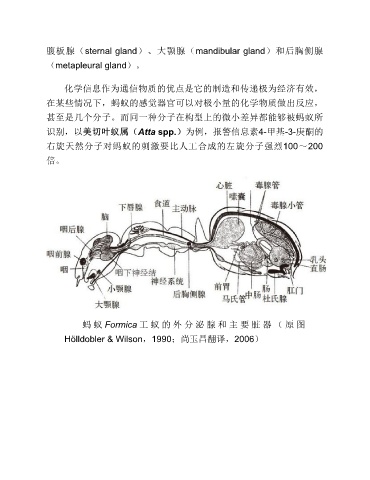 腹板腺（sternal gland）、大颚腺（mandibular gland）和后胸侧腺
（metapleural gland）。
化学信息作为通信物质的优点是它的制造和传递极为经济有效，
在某些情况下，蚂蚁的感觉器官可以对极小量的化学物质做出反应，
甚至是几个分子。而同一种分子在构型上的微小差异都能够被蚂蚁所
识别，以美切叶蚁属（Atta spp.）为例，报警信息素4-甲基-3-庚酮的
右旋天然分子对蚂蚁的刺激要比人工合成的左旋分子强烈100～200
倍。
心脏 毒腺管
嗉囊
毒腺小管
下唇腺 食道 主动脉
脑
咽后腺
咽前腺
咽
咽下神经结
小颚腺
大颚腺
神经系统
后胸侧腺
前胃
马氏管
中肠
肠
杜氏腺
肛门
乳头
直肠
蚂蚁Formica工蚁的外分泌腺和主要脏器（原图
Hölldobler & Wilson，1990；尚玉昌翻译，2006）